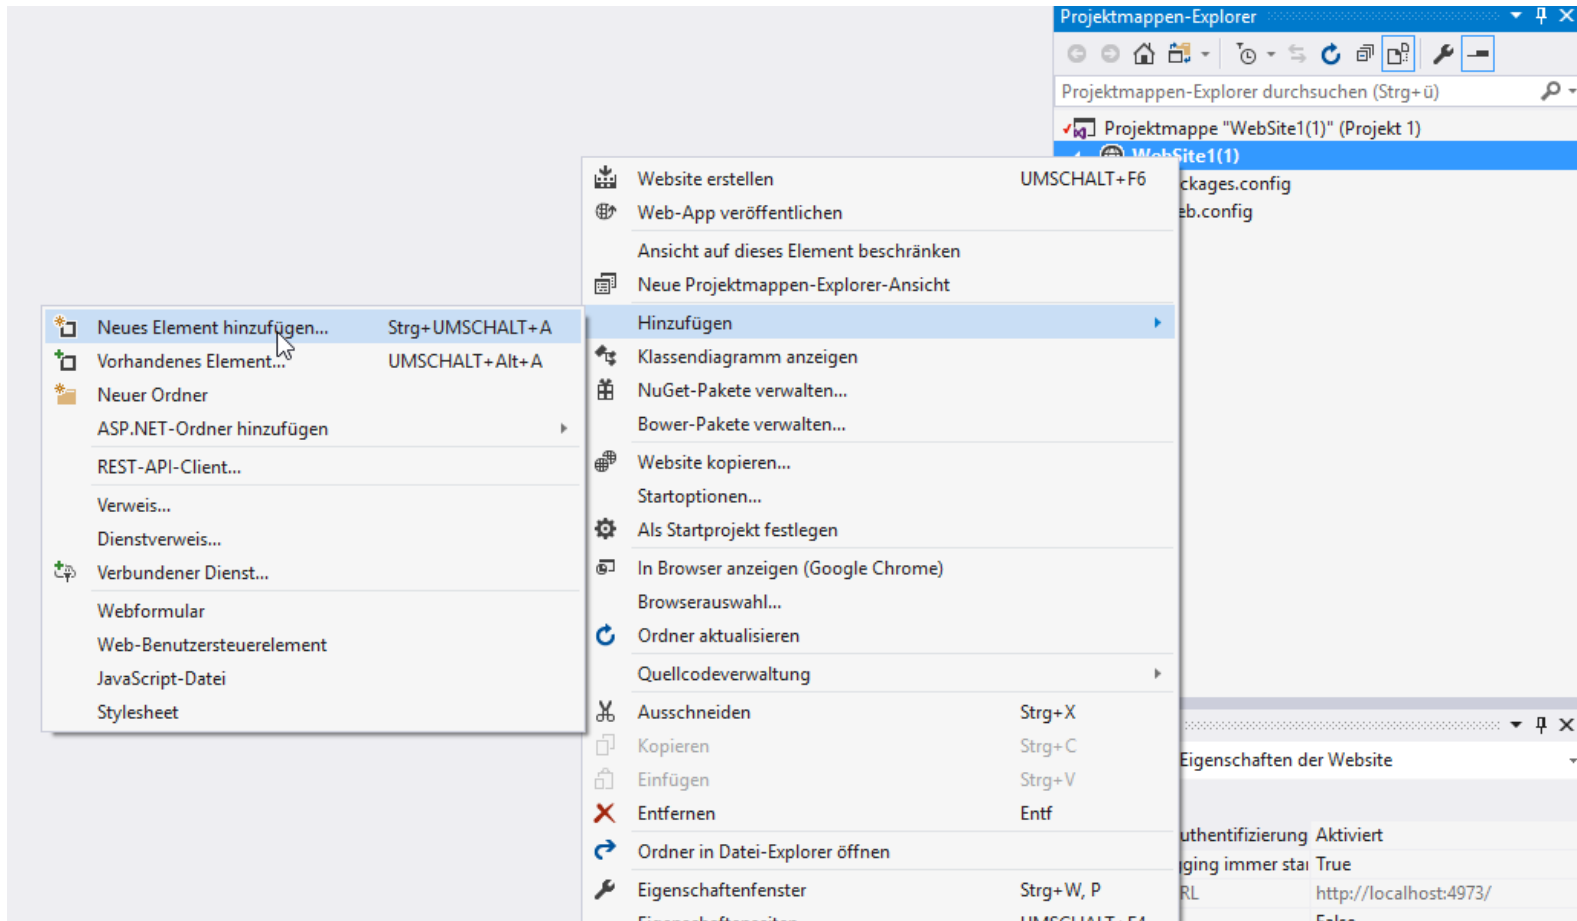 Projektmappen-Explorer
Projektmappen-Explorer durchsuchen (Strg+ü)
Projektmappe "WebSite1(1)" (Projekt 1)
WebSite1(1)
ckages.config
eb.config
Website erstellen UMSCHALT+F6
Web-App veröffentlichen
Ansicht auf dieses Element beschränken
Neue Projektmappen-Explorer-Ansicht
Hinzufügen
Klassendiagramm anzeigen
NuGet-Pakete verwalten...
Bower-Pakete verwalten...
Website kopieren...
Startoptionen...
Als Startprojekt festlegen
In Browser anzeigen (Google Chrome)
Browserauswahl...
Ordner aktualisieren
Quellcodeverwaltung
Ausschneiden Strg+X
Kopieren Strg+C
Einfügen Strg+V
Entfernen Entf
Ordner in Datei-Explorer öffnen
Eigenschaftenfenster Strg+W, P
Neues Element hinzufügen... Strg+UMSCHALT+A
Vorhandenes Element... UMSCHALT+Alt+A
Neuer Ordner
ASP.NET-Ordner hinzufügen
REST-API-Client...
Verweis...
Dienstverweis...
Verbundener Dienst...
Webformular
Web-Benutzersteuerelement
JavaScript-Datei
Stylesheet
Eigenschaften der Website
uthentifizierung Aktiviert
gging immer star True
RL http://localhost:4973/